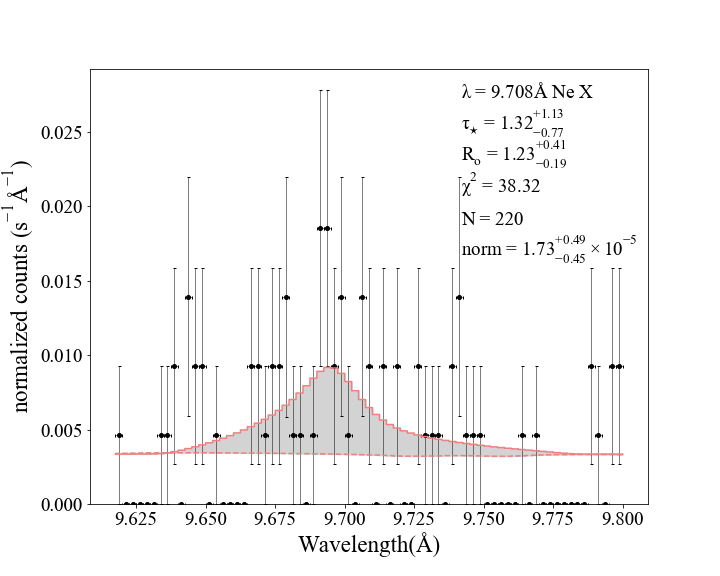 λ = 9.708Å Ne X
τ⋆ = 1.32 +1.13 −0.77
Ro = 1.23 +0.41 −0.19
χ² = 38.32
N = 220
norm = 1.73 +0.49 −0.45 × 10⁻⁵
normalized counts (s⁻¹ Å⁻¹)
0.025
0.020
0.015
0.010
0.005
0.000
9.625 9.650 9.675 9.700 9.725 9.750 9.775 9.800
Wavelength(Å)